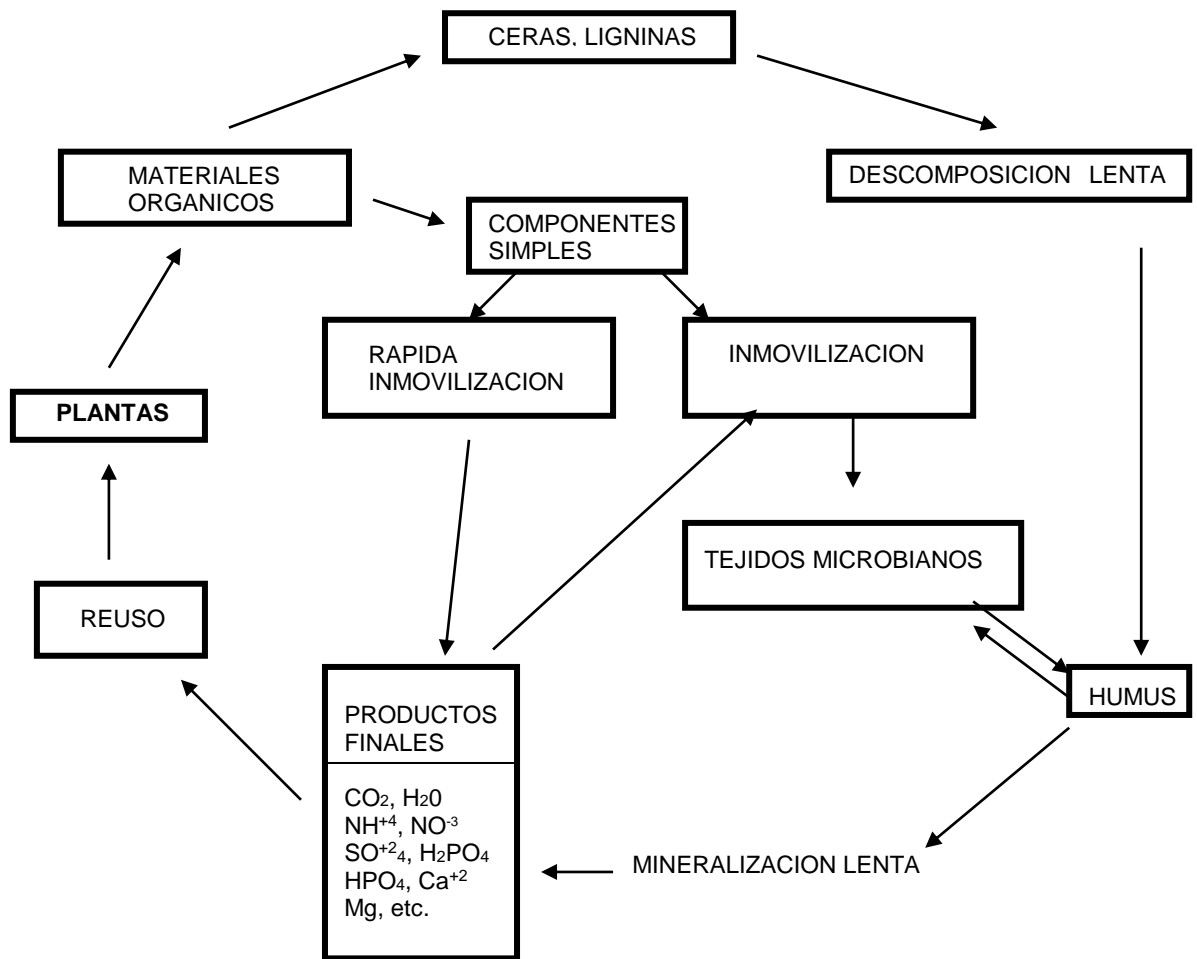 CERAS, LIGNINAS
MATERIALES
ORGANICOS
DESCOMPOSICION LENTA
COMPONENTES
SIMPLES
RAPIDA
INMOVILIZACION
INMOVILIZACION
PLANTAS
TEJIDOS MICROBIANOS
REUSO
HUMUS
PRODUCTOS
FINALES
CO₂, H₂0
NH⁺⁴, NO⁻³
SO⁺²₄, H₂PO₄
HPO₄, Ca⁺²
Mg, etc.
MINERALIZACION LENTA